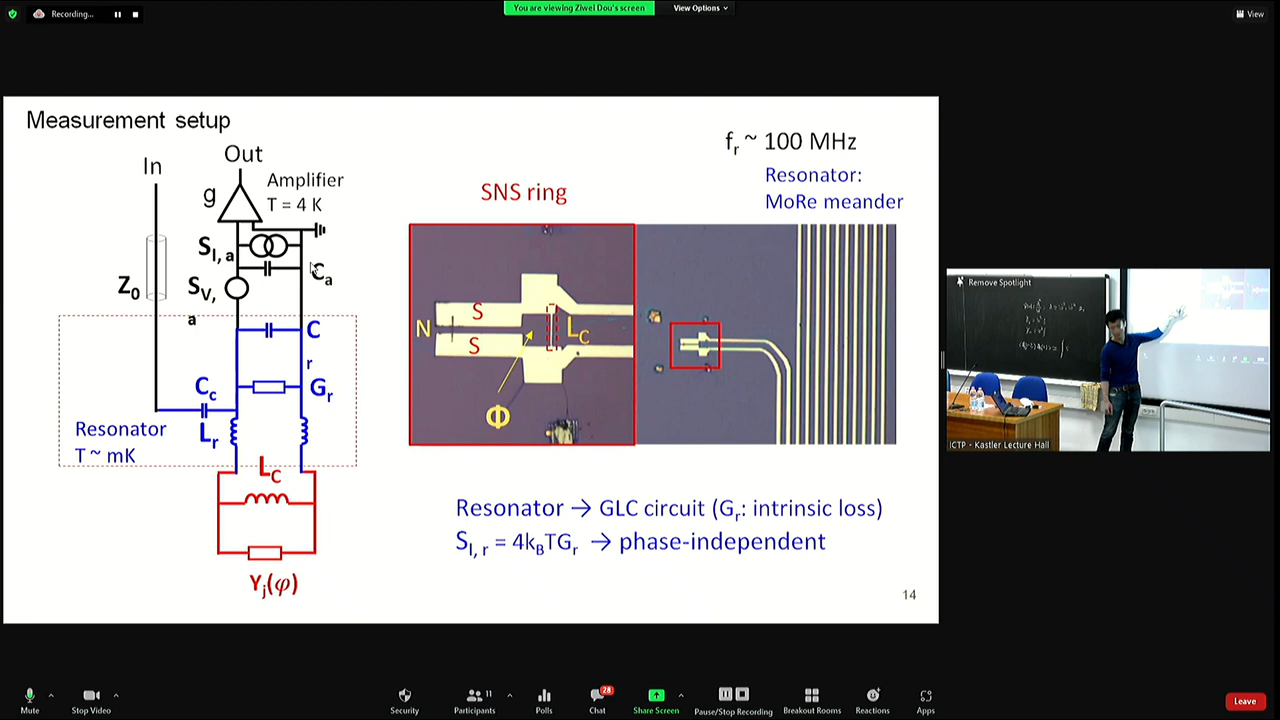 Recording...
You are viewing Ziwei Dou's screen
View Options
View
Measurement setup
In
Out
g
Amplifier
T = 4 K
S_I, a
C_a
Z_0
S_V,
a
C
r
C_c
G_r
L_r
Resonator
T ~ mK
L_C
Y_j(φ)
f_r ~ 100 MHz
SNS ring
Resonator:
MoRe meander
S
N
S
L_C
Φ
Resonator → GLC circuit (G_r: intrinsic loss)
S_I, r = 4k_BTG_r → phase-independent
14
Remove Spotlight
ICTP - Kastler Lecture Hall
Mute
Stop Video
Security
Participants
11
Polls
Chat
28
Share Screen
Pause/Stop Recording
Breakout Rooms
Reactions
Apps
Leave